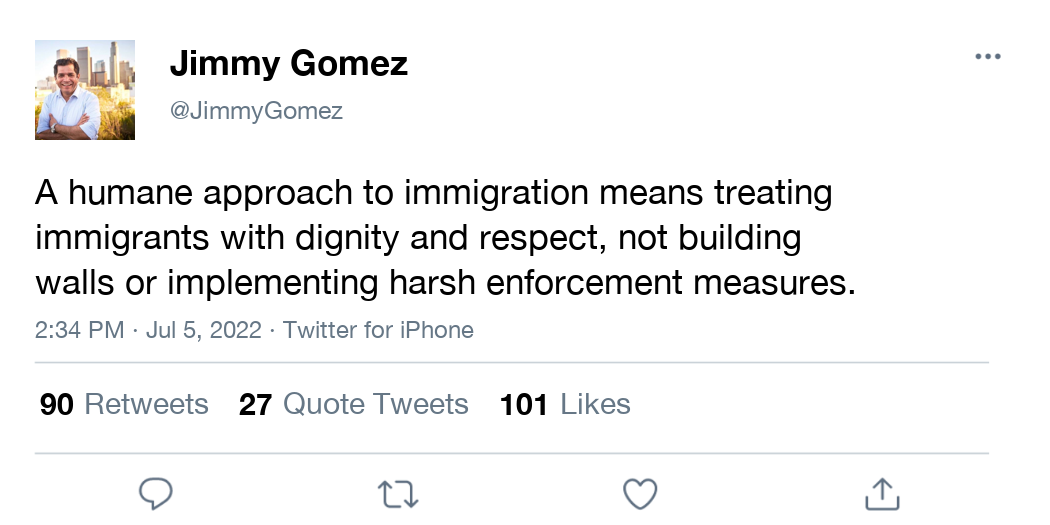 Jimmy Gomez
@JimmyGomez
A humane approach to immigration means treating
immigrants with dignity and respect, not building
walls or implementing harsh enforcement measures.
2:34 PM · Jul 5, 2022 · Twitter for iPhone
90 Retweets 27 Quote Tweets 101 Likes